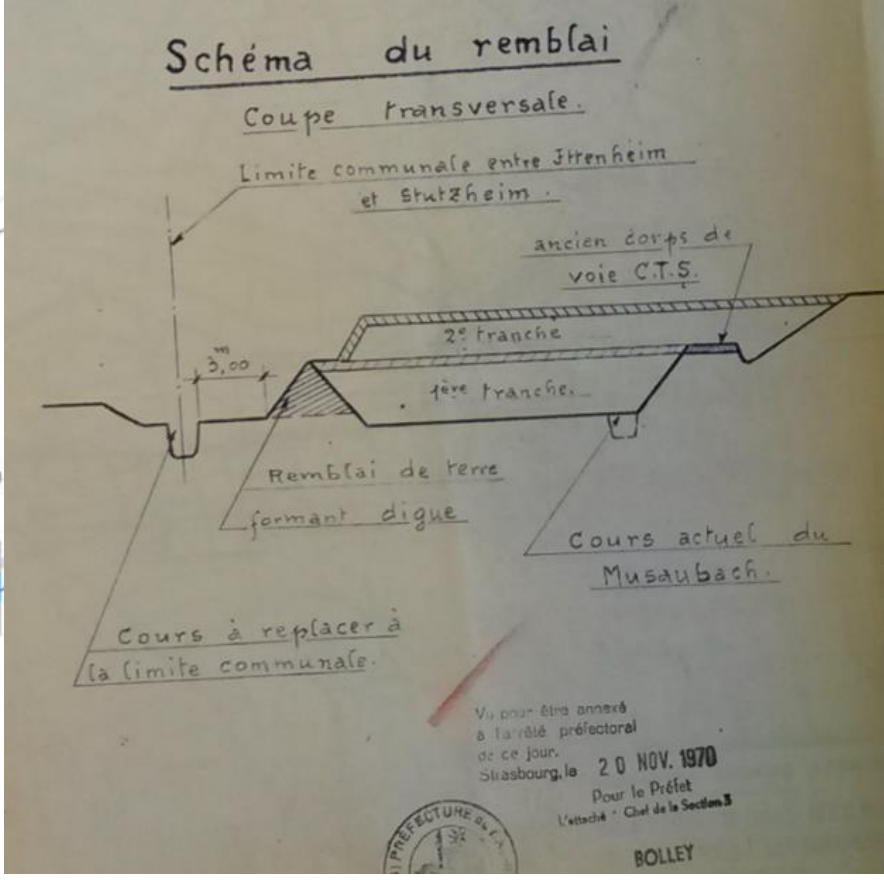 Schéma du remblai
Coupe transversale.
Limite communale entre Ittenheim
et Stutzheim.
ancien corps de
voie C.T.S.
2e tranche
m
3,00
1ère tranche.
Remblai de terre
formant digue
Cours actuel du
Musaubach.
Cours à replacer à
la limite communale.
Vu pour être annexé
à l'arrêté préfectoral
de ce jour.
Strasbourg, le 20 NOV. 1970
Pour le Préfet
L'attaché - Chef de la Section 3
PRÉFECTURE
BOLLEY